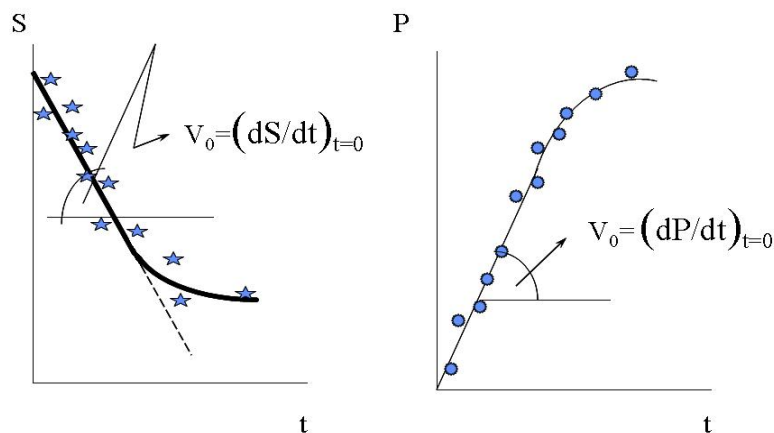 S
V₀=(dS/dt)ₜ₌₀
t
P
V₀=(dP/dt)ₜ₌₀
t